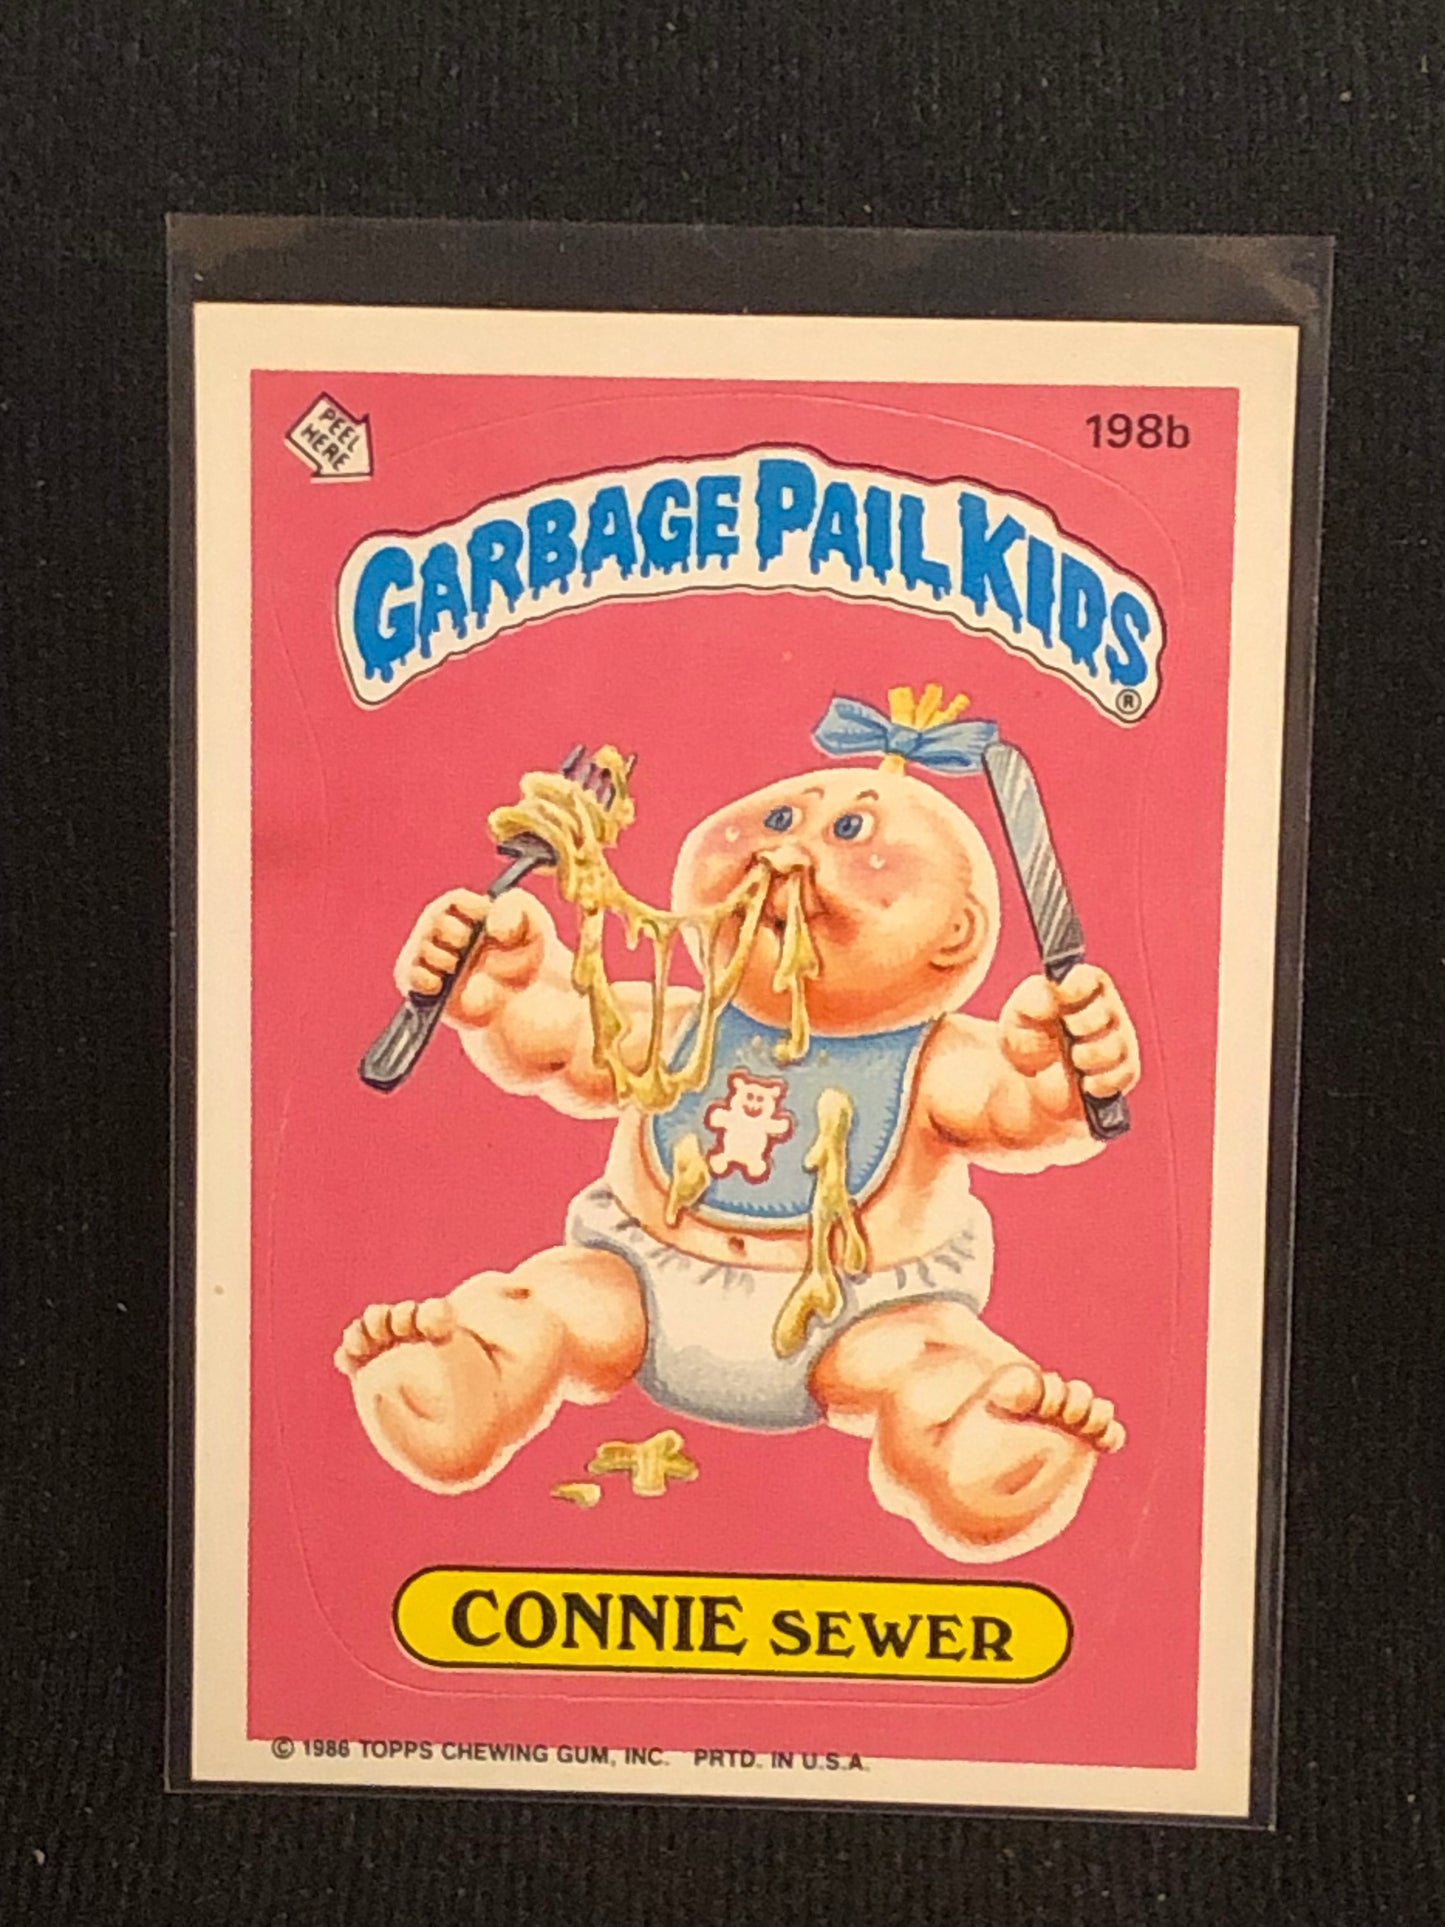 PEEL
HERE
198b
GARBAGE PAIL KIDS
®
CONNIE SEWER
© 1986 TOPPS CHEWING GUM, INC. PRTD. IN U.S.A.